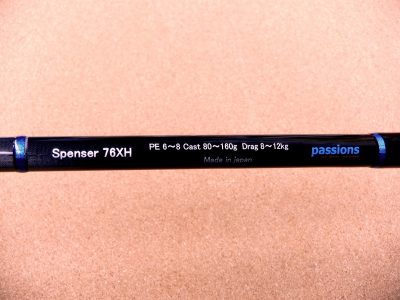 Spenser 76XH PE 6～8 Cast 80～160g Drag 8～12kg passions
Made in japan